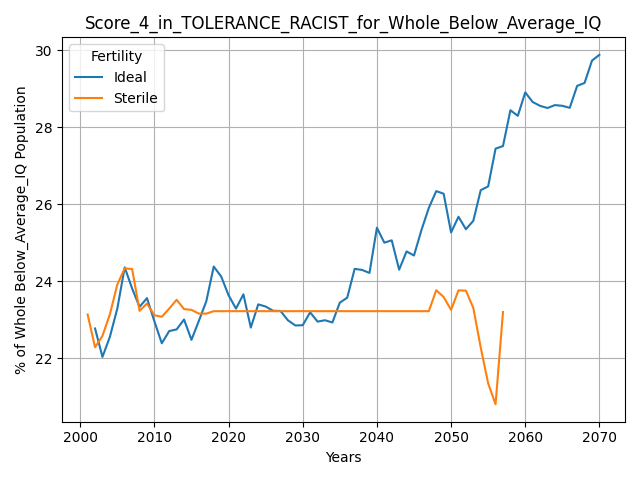 Score_4_in_TOLERANCE_RACIST_for_Whole_Below_Average_IQ
Fertility
Ideal
Sterile
% of Whole Below_Average_IQ Population
30
28
26
24
22
2000 2010 2020 2030 2040 2050 2060 2070
Years